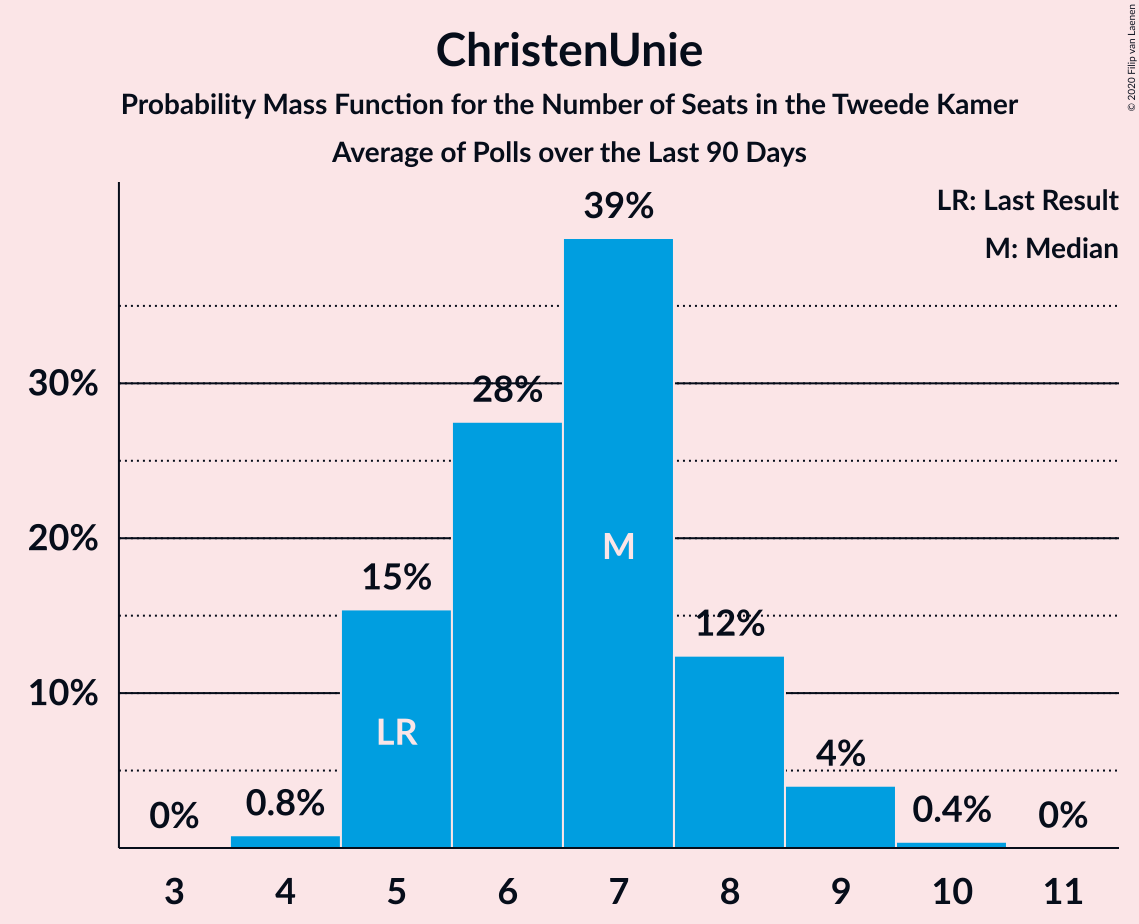 ChristenUnie
Probability Mass Function for the Number of Seats in the Tweede Kamer
Average of Polls over the Last 90 Days
© 2020 Filip van Laenen
LR: Last Result
M: Median
39%
30%
28%
20%
M
15%
12%
10%
LR
4%
0%
0.8%
0.4%
0%
3 4 5 6 7 8 9 10 11